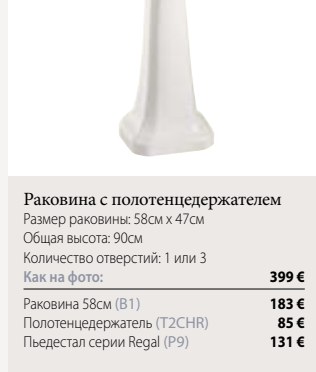 Раковина с полотенцедержателем
Размер раковины: 58см x 47см
Общая высота: 90см
Количество отверстий: 1 или 3
Как на фото: 399 €
Раковина 58см (B1) 183 €
Полотенцедержатель (T2CHR) 85 €
Пьедестал серии Regal (P9) 131 €